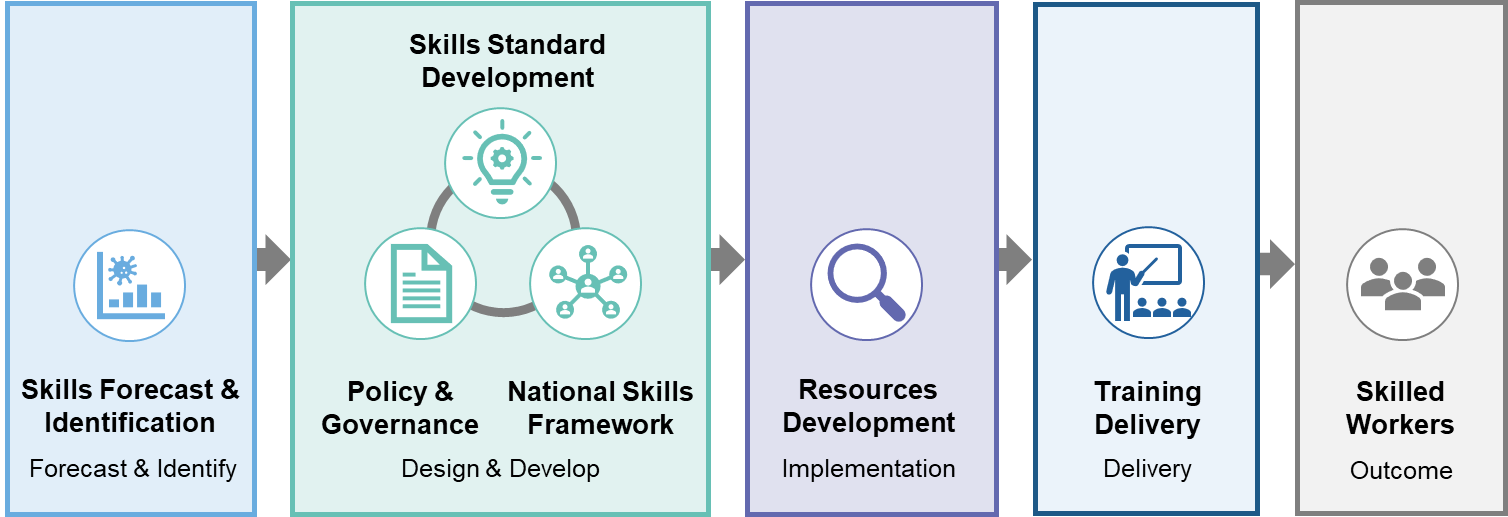 Skills Forecast &
Identification
Forecast & Identify
Skills Standard
Development
Policy &
Governance
National Skills
Framework
Design & Develop
Resources
Development
Implementation
Training
Delivery
Delivery
Skilled
Workers
Outcome